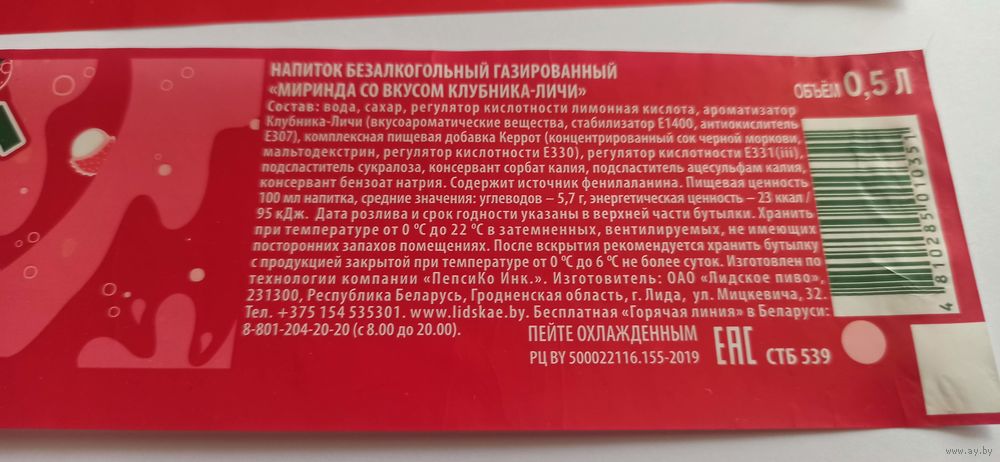 НАПИТОК БЕЗАЛКОГОЛЬНЫЙ ГАЗИРОВАННЫЙ
«МИРИНДА СО ВКУСОМ КЛУБНИКА-ЛИЧИ»
ОБЪЁМ 0,5 Л
Состав: вода, сахар, регулятор кислотности лимонная кислота, ароматизатор
Клубника-Личи (вкусоароматические вещества, стабилизатор Е1400, антиокислитель
Е307), комплексная пищевая добавка Керрот (концентрированный сок черной моркови,
мальтодекстрин, регулятор кислотности Е330), регулятор кислотности Е331(iii),
подсластитель сукралоза, консервант сорбат калия, подсластитель ацесульфам калия,
консервант бензоат натрия. Содержит источник фенилаланина. Пищевая ценность
100 мл напитка, средние значения: углеводов – 5,7 г, энергетическая ценность – 23 ккал/
95 кДж. Дата розлива и срок годности указаны в верхней части бутылки. Хранить
при температуре от 0 ºС до 22 ºС в затемненных, вентилируемых, не имеющих
посторонних запахов помещениях. После вскрытия рекомендуется хранить бутылку
с продукцией закрытой при температуре от 0 ºС до 6 ºС не более суток. Изготовлен по
технологии компании «ПепсиКо Инк.». Изготовитель: ОАО «Лидское пиво»,
231300, Республика Беларусь, Гродненская область, г. Лида, ул. Мицкевича, 32.
Тел. +375 154 535301. www.lidskae.by. Бесплатная «Горячая линия» в Беларуси:
8-801-204-20-20 (с 8.00 до 20.00).
ПЕЙТЕ ОХЛАЖДЕННЫМ
РЦ BY 500022116.155-2019
ЕАС СТБ 539
4 810285 010351
www.ay.by